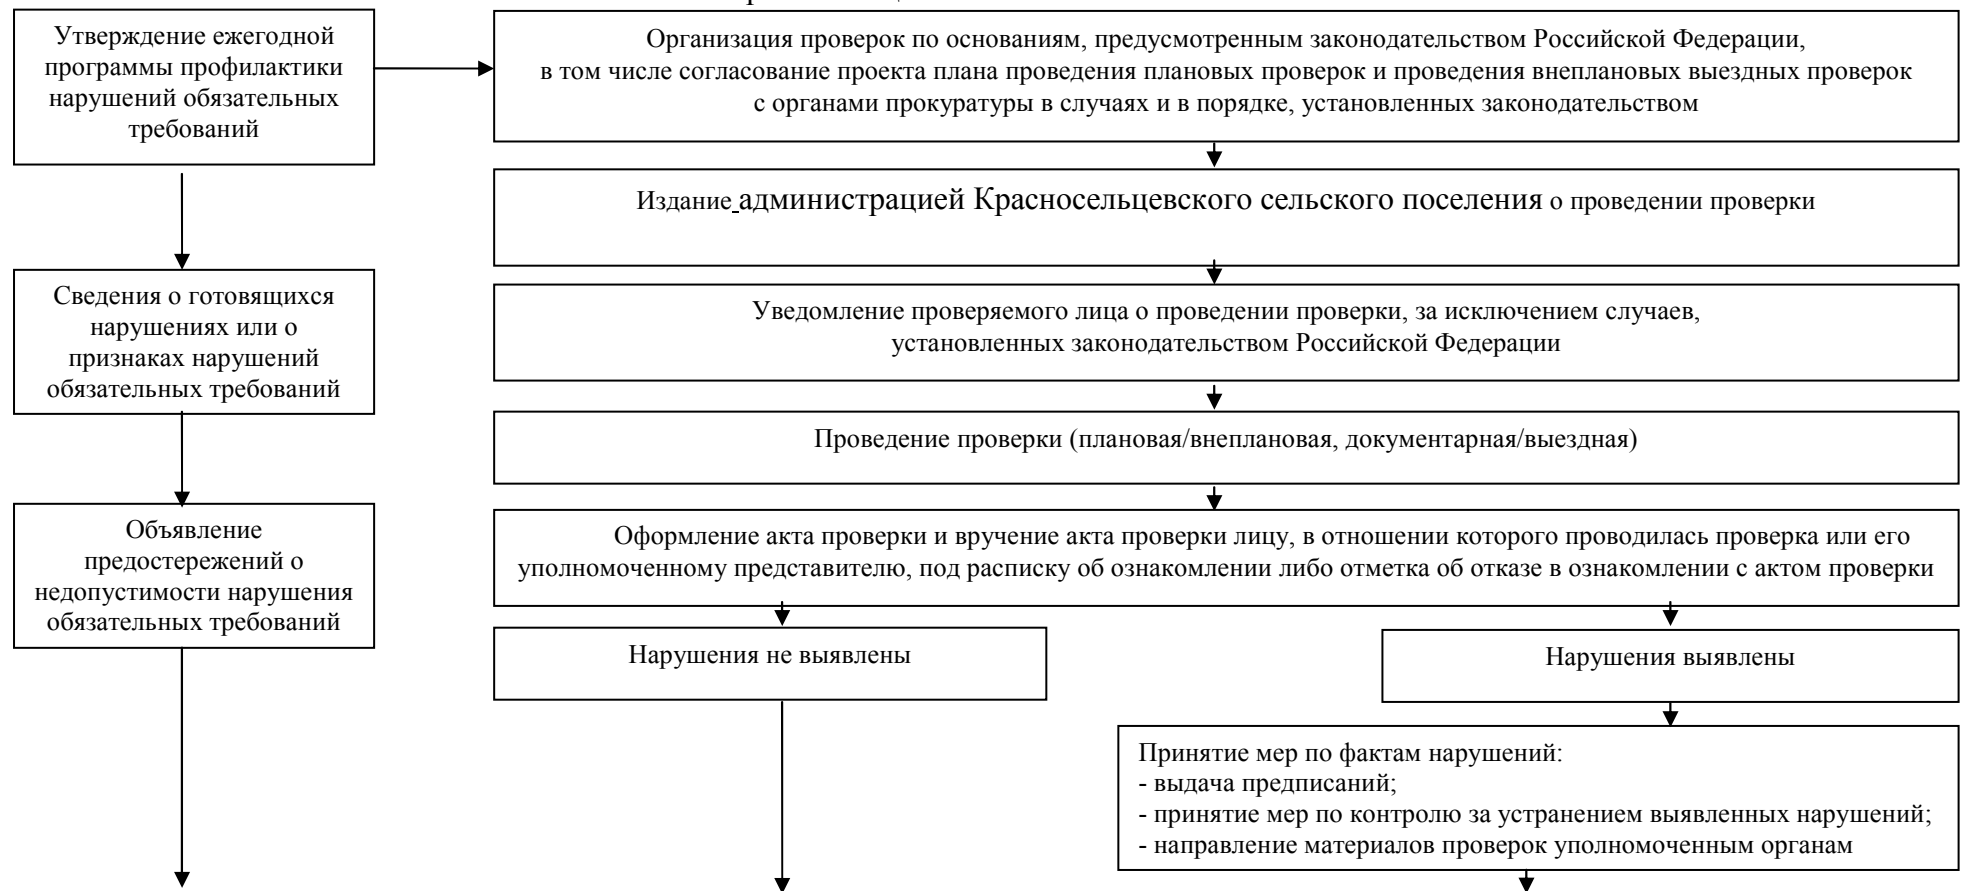 Утверждение ежегодной
программы профилактики
нарушений обязательных
требований
Организация проверок по основаниям, предусмотренным законодательством Российской Федерации,
в том числе согласование проекта плана проведения плановых проверок и проведения внеплановых выездных проверок
с органами прокуратуры в случаях и в порядке, установленных законодательством
Издание администрацией Красносельцевского сельского поселения о проведении проверки
Сведения о готовящихся
нарушениях или о
признаках нарушений
обязательных требований
Уведомление проверяемого лица о проведении проверки, за исключением случаев,
установленных законодательством Российской Федерации
Проведение проверки (плановая/внеплановая, документарная/выездная)
Объявление
предостережений о
недопустимости нарушения
обязательных требований
Оформление акта проверки и вручение акта проверки лицу, в отношении которого проводилась проверка или его
уполномоченному представителю, под расписку об ознакомлении либо отметка об отказе в ознакомлении с актом проверки
Нарушения не выявлены
Нарушения выявлены
Принятие мер по фактам нарушений:
- выдача предписаний;
- принятие мер по контролю за устранением выявленных нарушений;
- направление материалов проверок уполномоченным органам